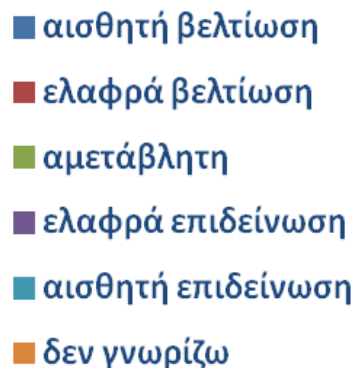 αισθητή βελτίωση
ελαφρά βελτίωση
αμετάβλητη
ελαφρά επιδείνωση
αισθητή επιδείνωση
δεν γνωρίζω